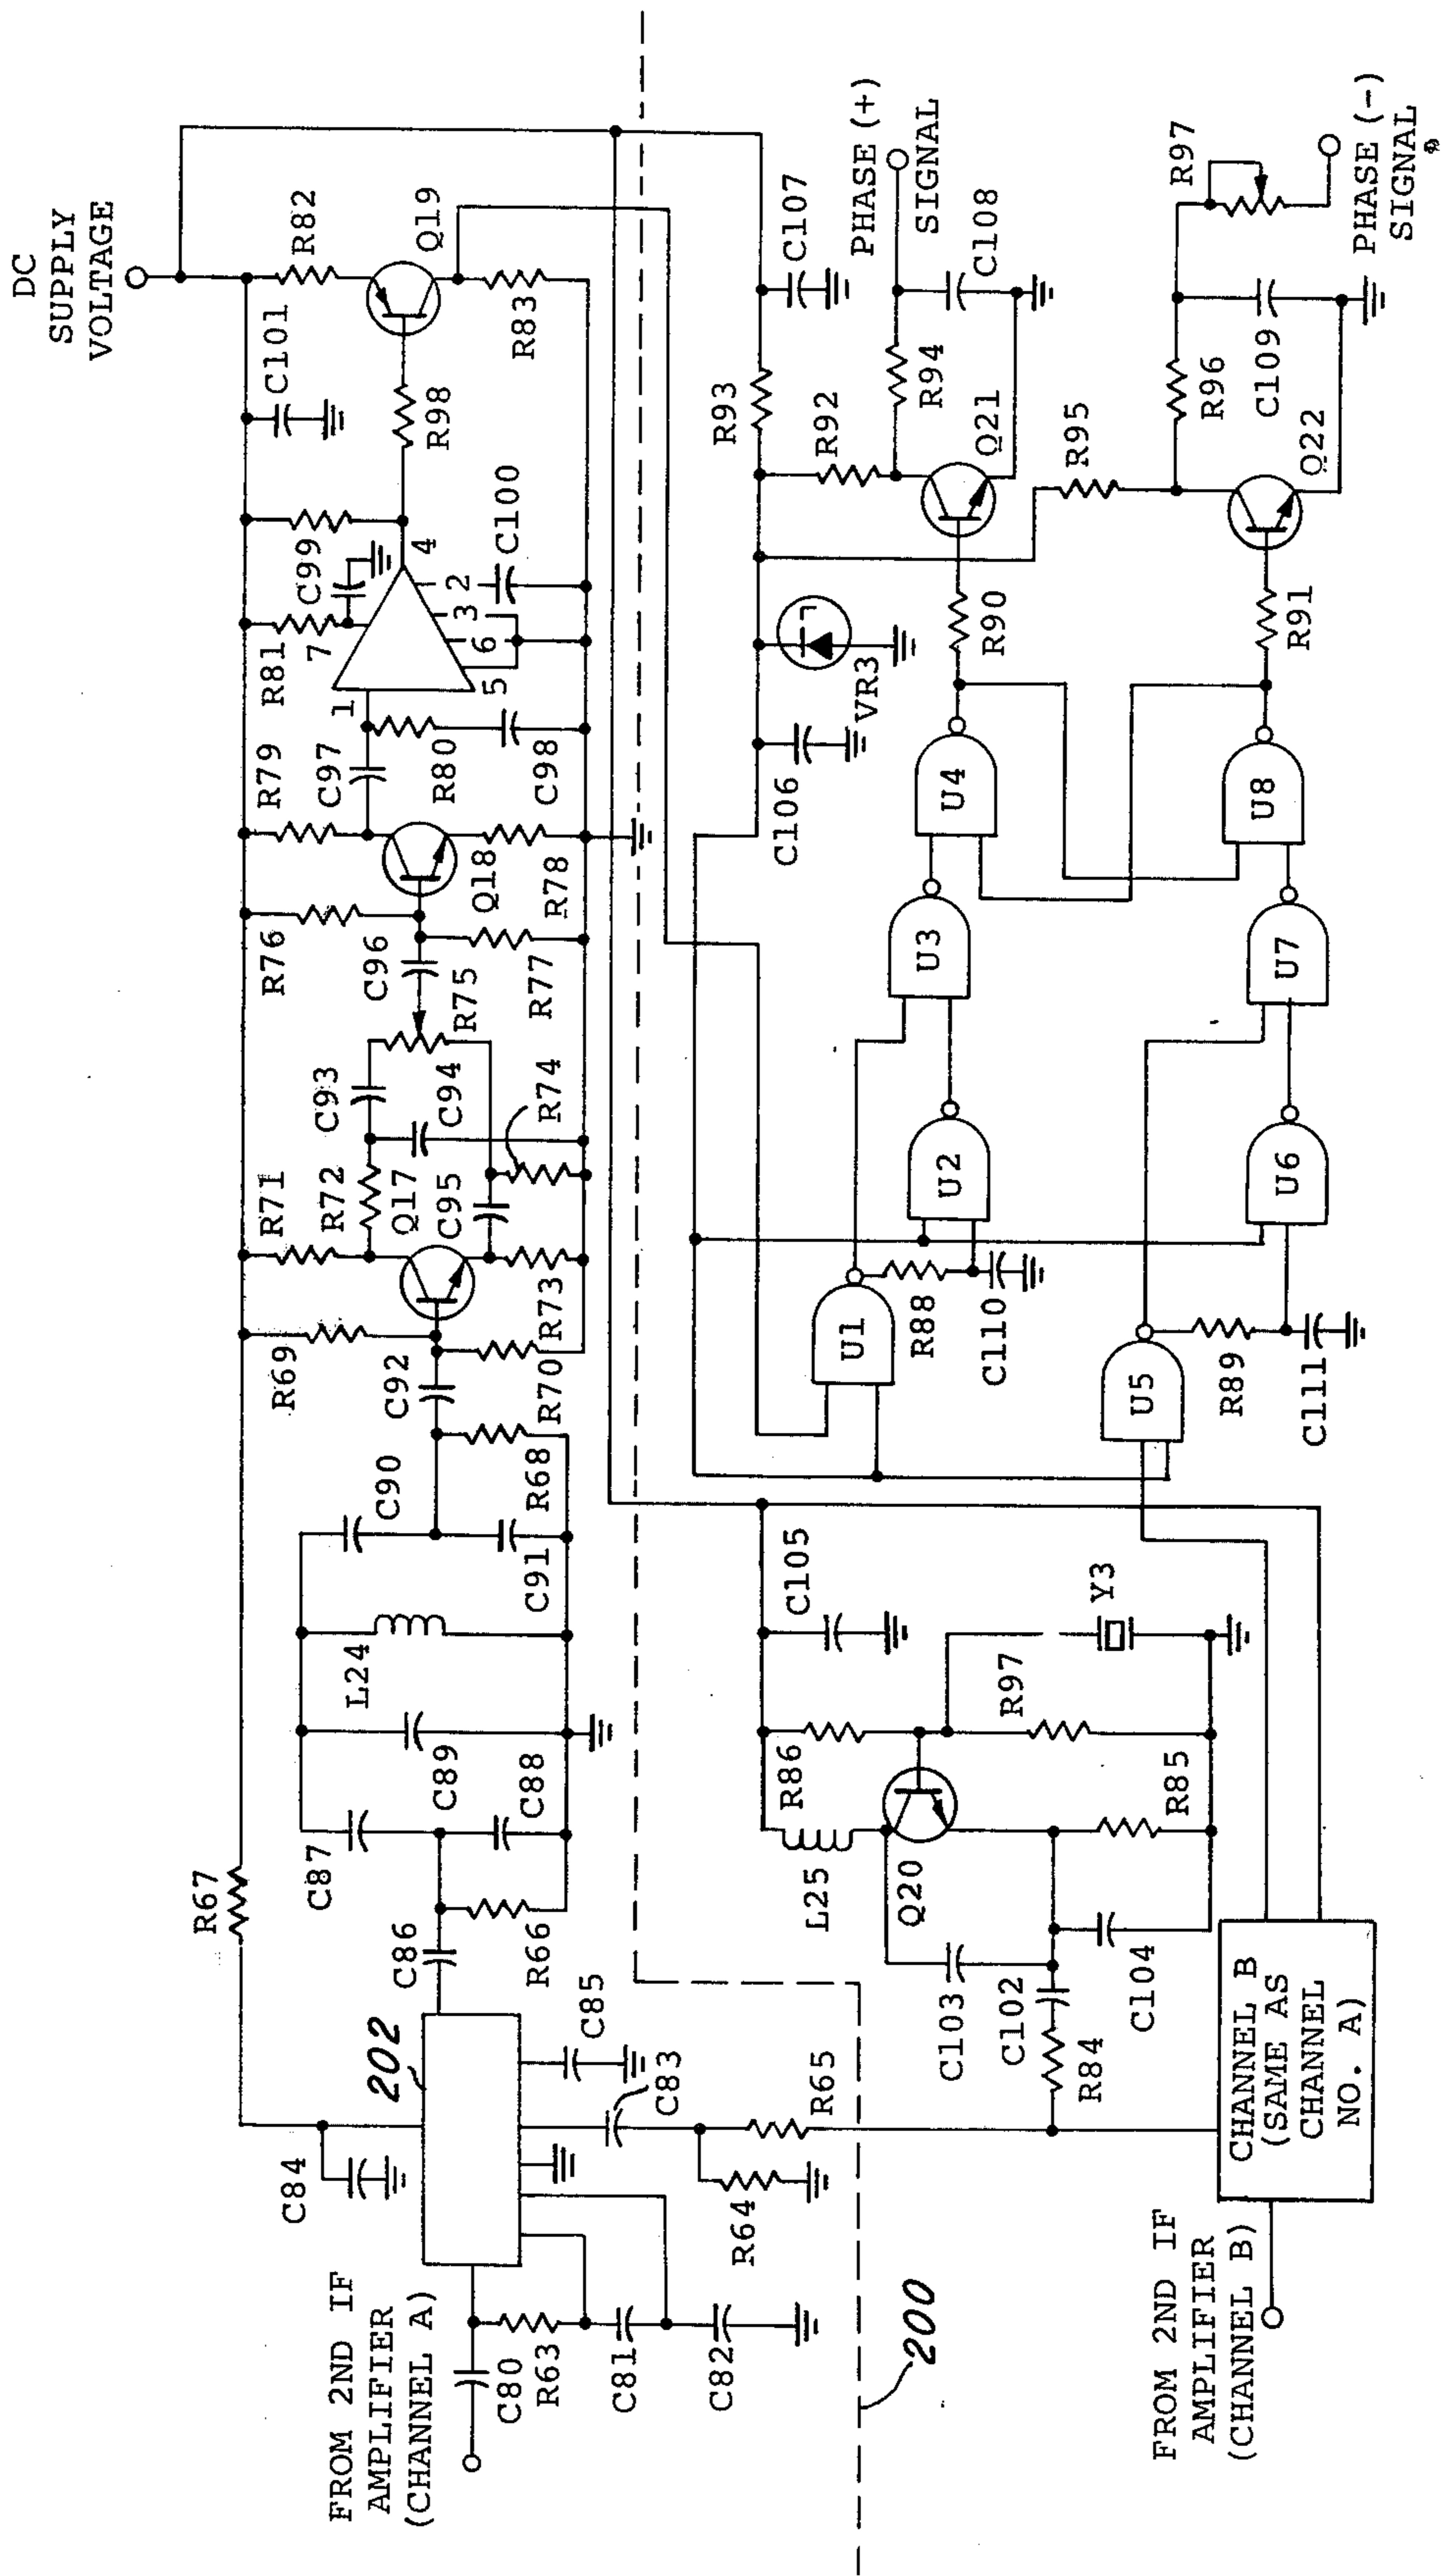 DC
SUPPLY
VOLTAGE
R67
C84
202
C86
R66
C85
C83
R64
R65
FROM 2ND IF
AMPLIFIER
(CHANNEL A)
C80
R63
C81
C82
200
C87
C88
C89
L24
C90
C91
R68
R69
C92
R70
R71
R72
Q17
R73
C95
C93
C94
R74
R75
C96
R76
R77
Q18
R78
R79
C97
R80
C98
R81
C99
1
7
4
2
3
6
5
C100
C101
R98
R82
Q19
R83
L25
R86
Q20
C103
C102
R84
C104
R85
R97
Y3
C105
CHANNEL B
(SAME AS
CHANNEL
NO. A)
FROM 2ND IF
AMPLIFIER
(CHANNEL B)
U1
R88
C110
U2
U3
U4
U5
R89
C111
U6
U7
U8
C106
VR3
R93
C107
R92
R90
Q21
R94
C108
PHASE (+)
SIGNAL
R95
R91
Q22
R96
C109
R97
PHASE (-)
SIGNAL